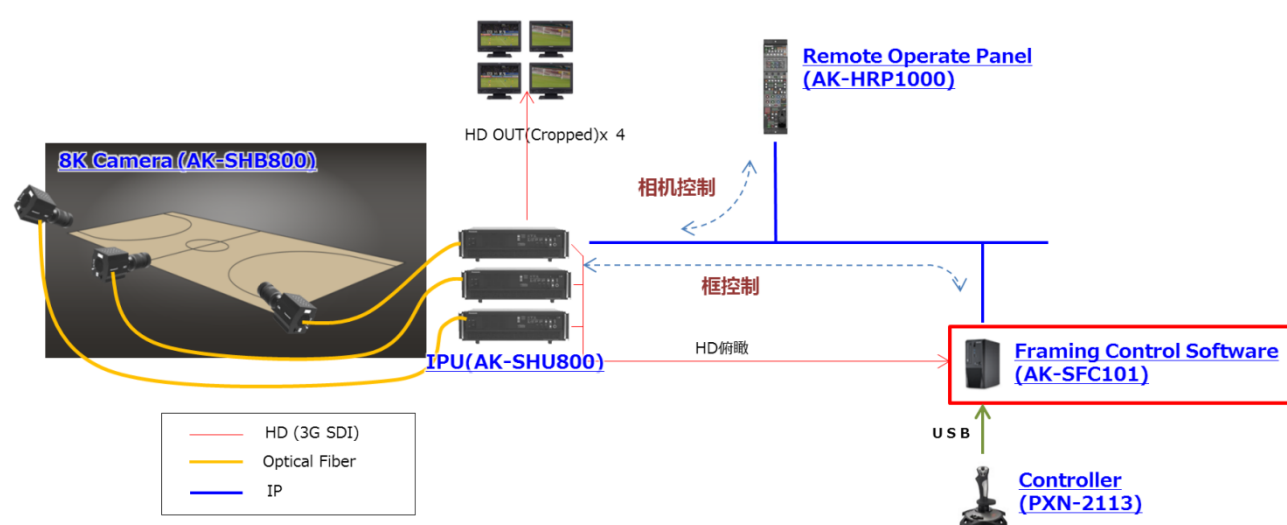 Remote Operate Panel
(AK-HRP1000)
HD OUT(Cropped)x 4
8K Camera (AK-SHB800)
相机控制
框控制
HD俯瞰
IPU(AK-SHU800)
Framing Control Software
(AK-SFC101)
USB
Controller
(PXN-2113)
HD (3G SDI)
Optical Fiber
IP